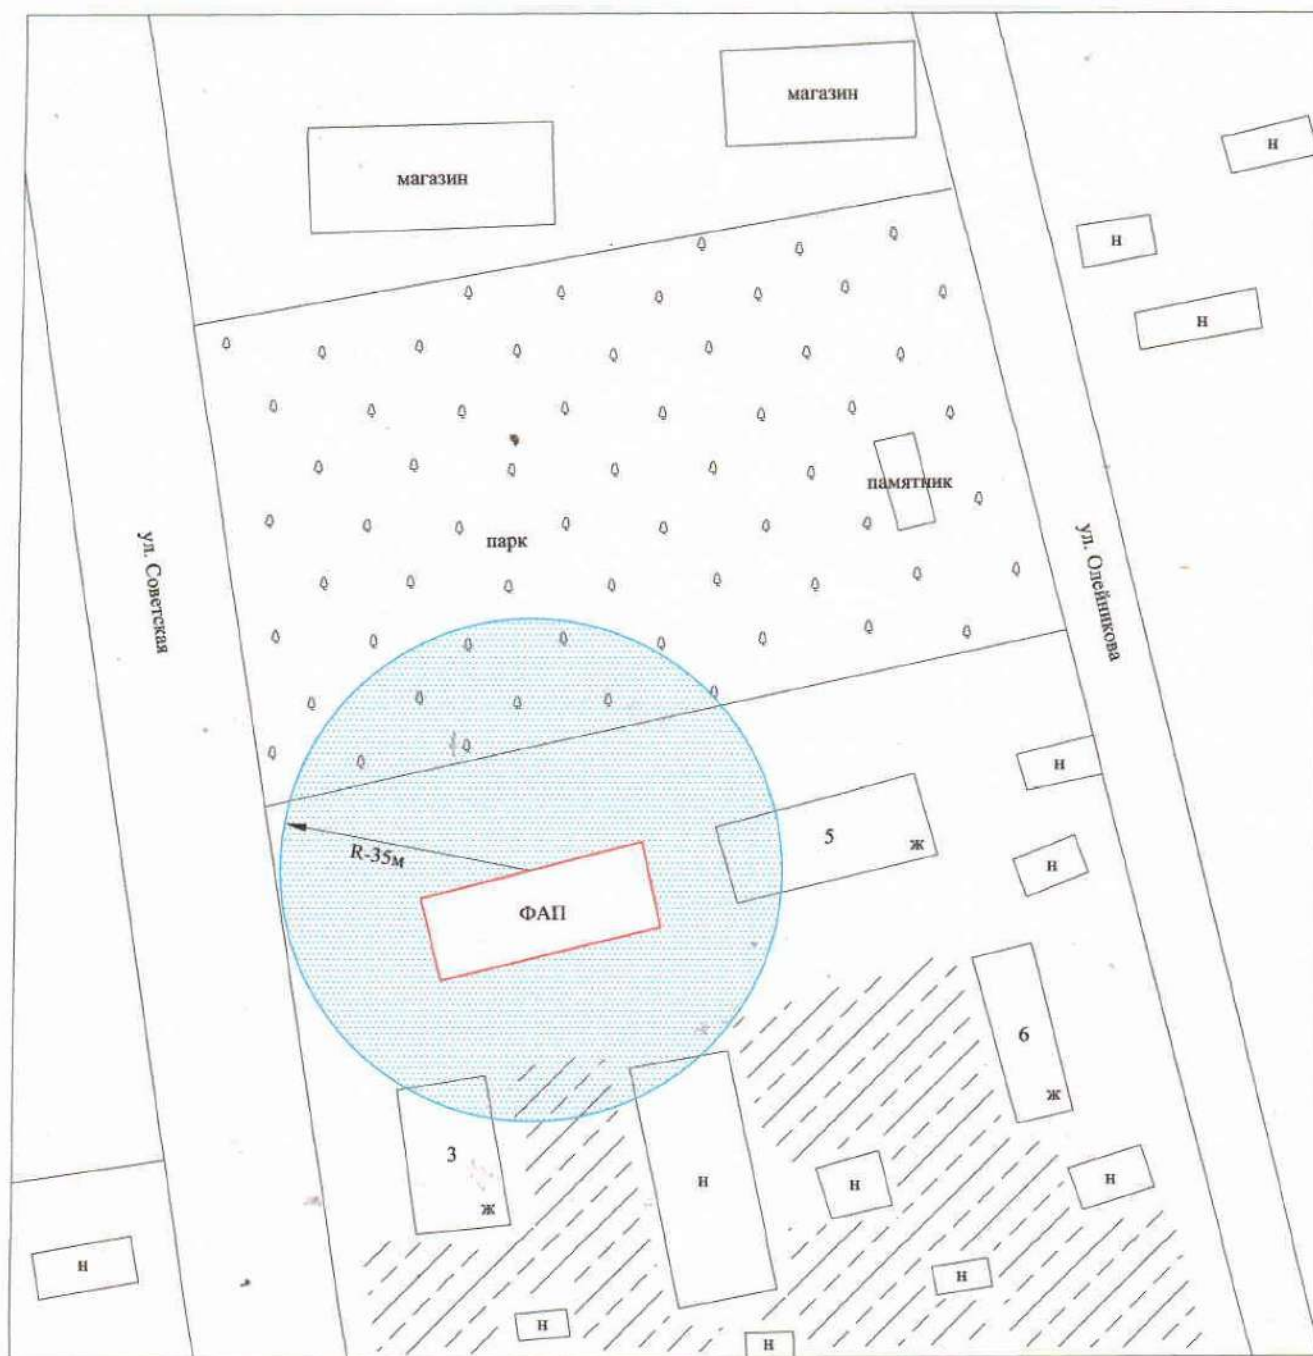 магазин
магазин
н
н
н
памятник
парк
ул. Советская
ул. Олейникова
н
5
ж
R-35м
н
ФАП
6
ж
3
ж
н
н
н
н
н
н
н